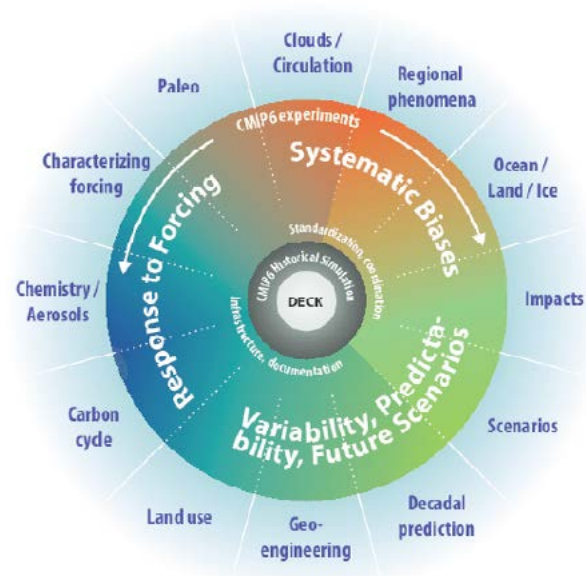 Clouds /
Circulation
Regional
phenomena
Ocean /
Land / Ice
Impacts
Scenarios
Decadal
prediction
Geo-
engineering
Land use
Carbon
cycle
Chemistry /
Aerosols
Characterizing
forcing
Paleo
CMIP6 experiments
Systematic Biases
Response to Forcing
Variability, Predicta-
bility, Future Scenarios
Standardization, coordination
infrastructure, documentation
CMIP6 Historical Simulation
DECK